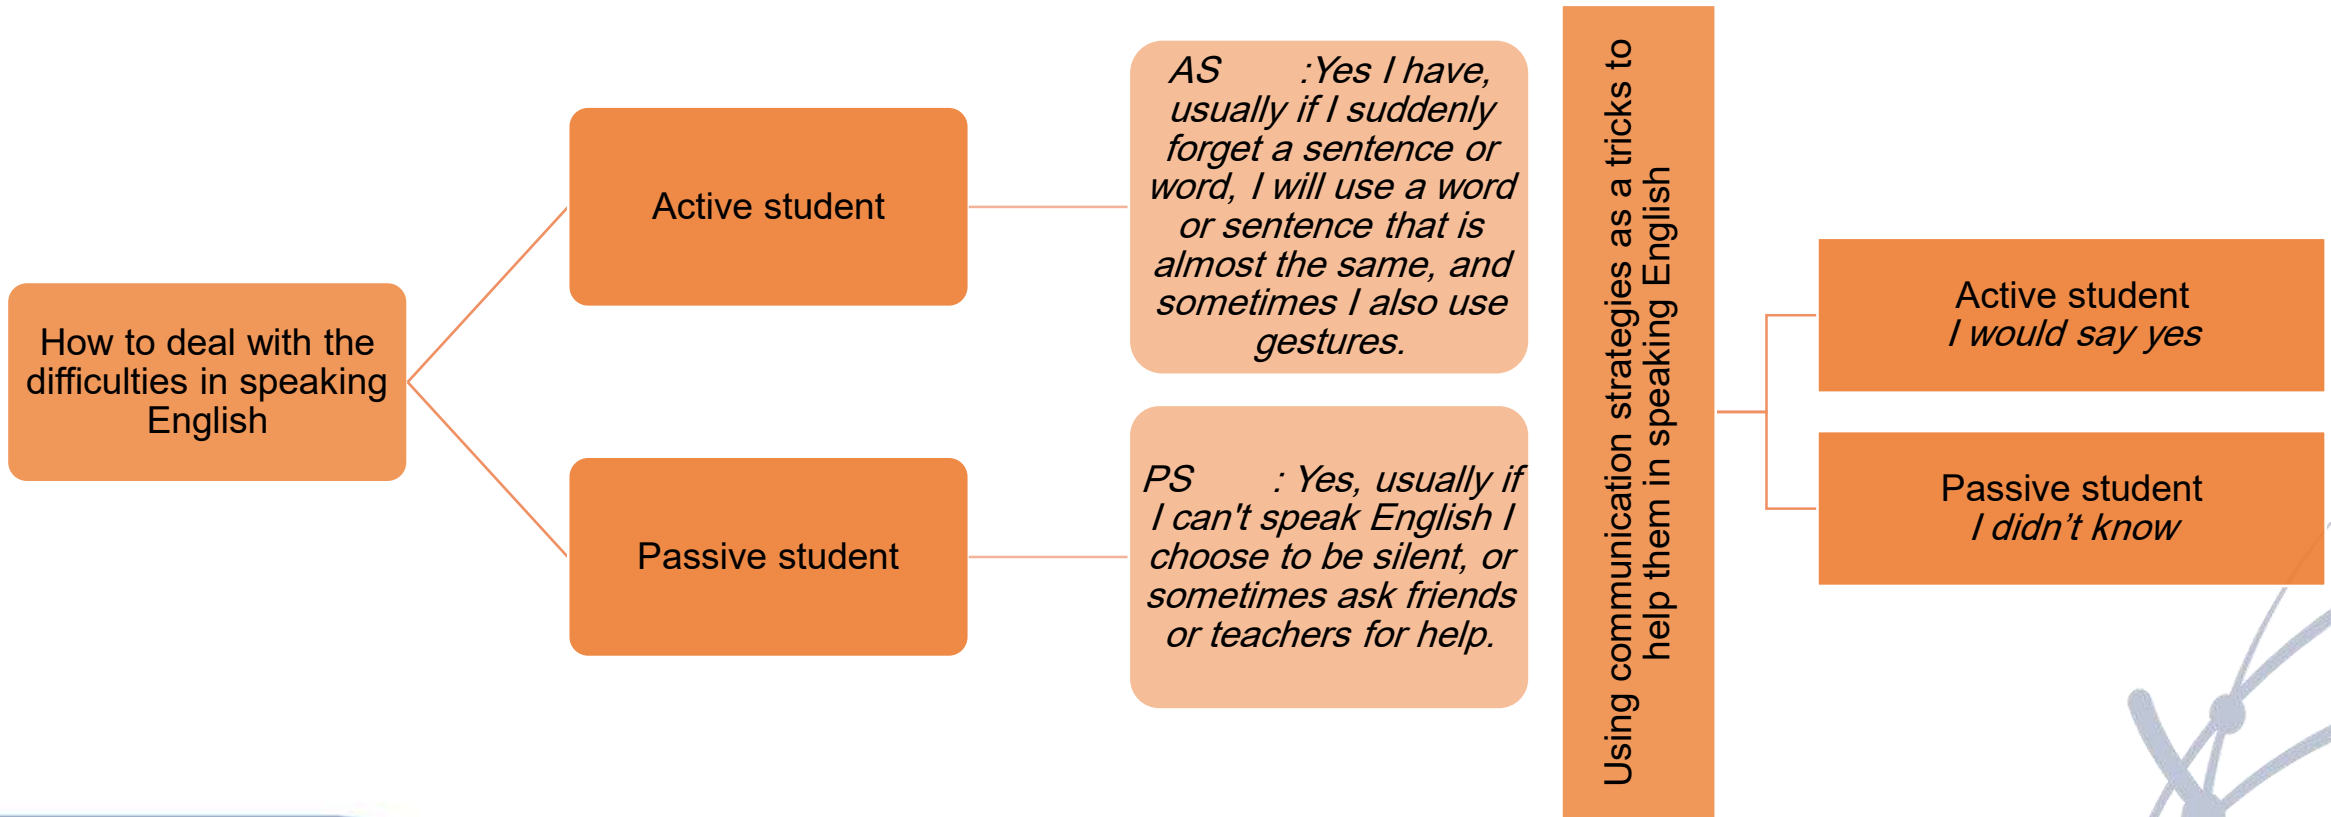 How to deal with the
difficulties in speaking
English
Active student
AS :Yes I have,
usually if I suddenly
forget a sentence or
word, I will use a word
or sentence that is
almost the same, and
sometimes I also use
gestures.
Passive student
PS : Yes, usually if
I can't speak English I
choose to be silent, or
sometimes ask friends
or teachers for help.
Using communication strategies as a tricks to
help them in speaking English
Active student
I would say yes
Passive student
I didn’t know